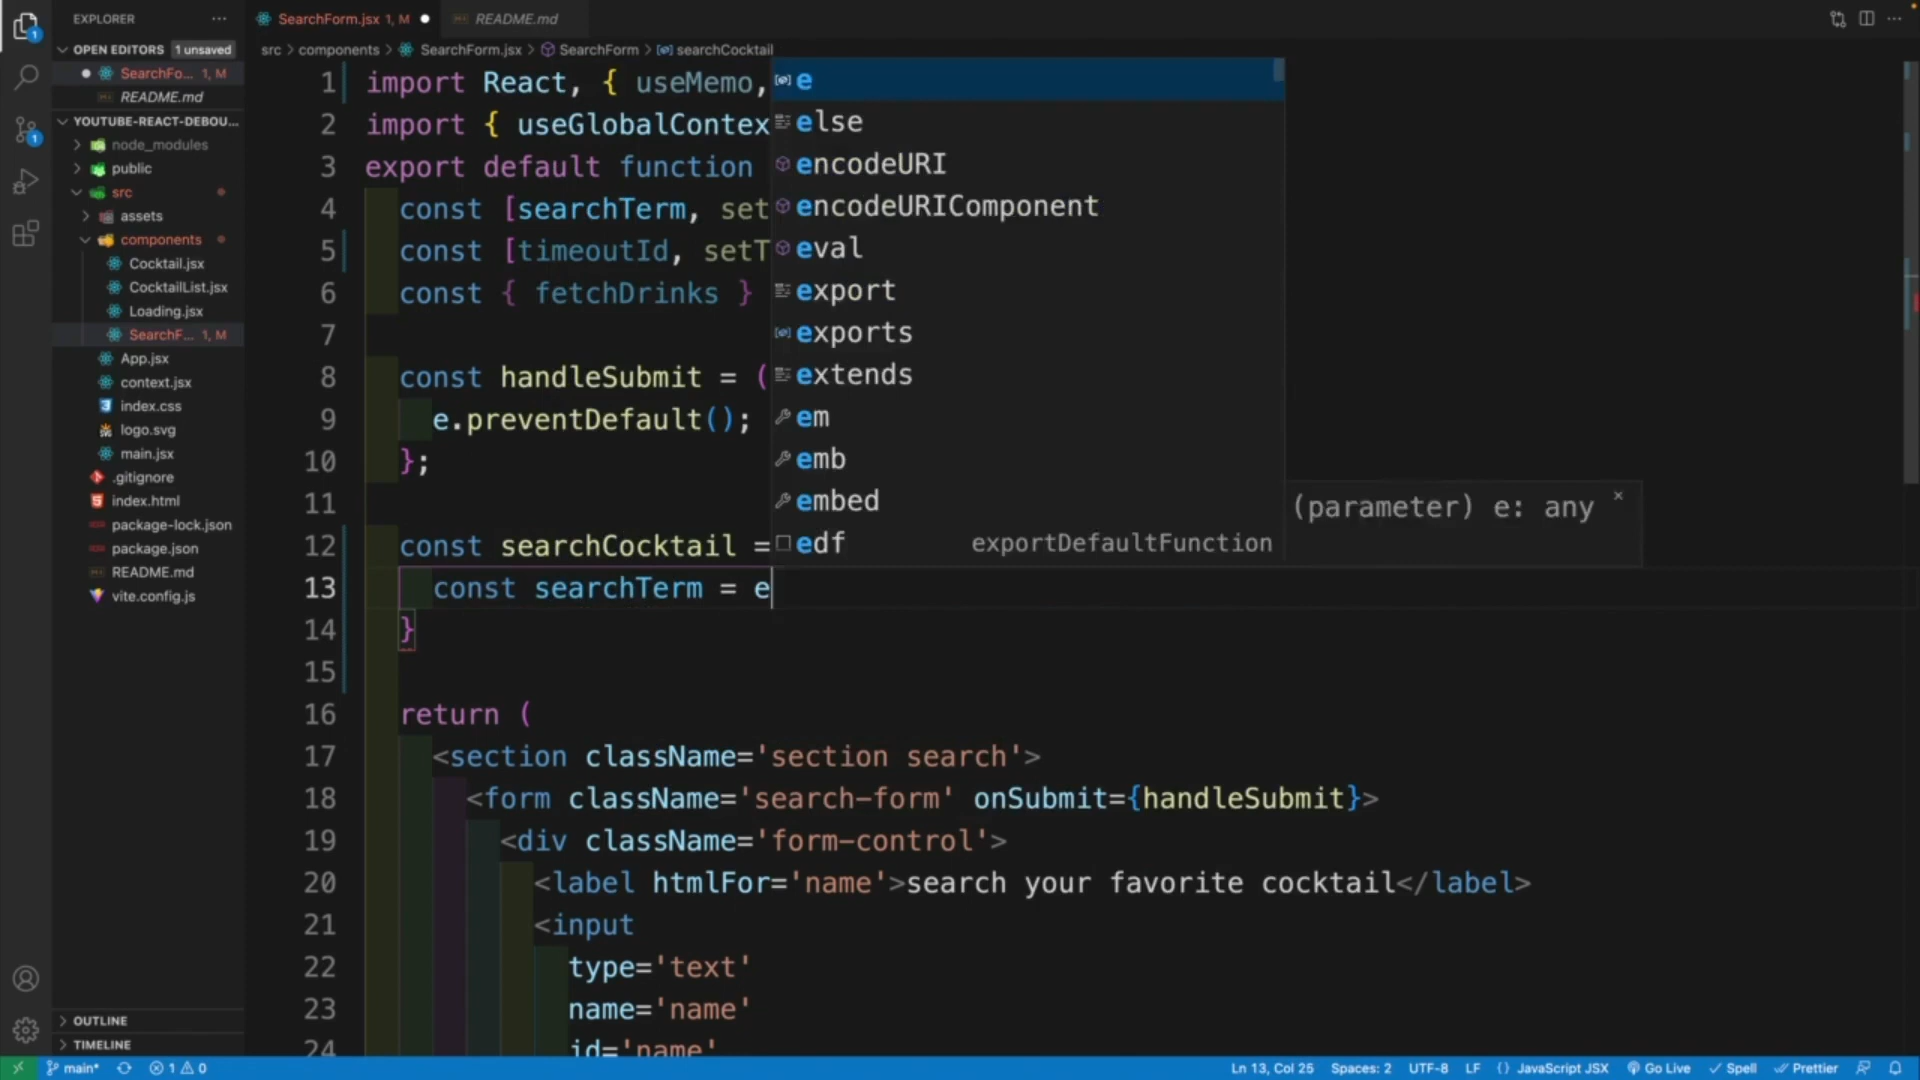 EXPLORER
OPEN EDITORS 1 unsaved
SearchFo... 1, M
README.md
YOUTUBE-REACT-DEBOU...
node_modules
public
src
assets
components
Cocktail.jsx
CocktailList.jsx
Loading.jsx
SearchF... 1, M
App.jsx
context.jsx
index.css
logo.svg
main.jsx
.gitignore
index.html
package-lock.json
package.json
README.md
vite.config.js
OUTLINE
TIMELINE
SearchForm.jsx 1, M
README.md
src > components > SearchForm.jsx > SearchForm > searchCocktail
1 import React, { useMemo,
2 import { useGlobalContex
3 export default function
4 const [searchTerm, set
5 const [timeoutId, setT
6 const { fetchDrinks }
7
8 const handleSubmit = (
9 e.preventDefault();
10 };
11
12 const searchCocktail =
13 const searchTerm = e
14 }
15
16 return (
17 <section className='section search'>
18 <form className='search-form' onSubmit={handleSubmit}>
19 <div className='form-control'>
20 <label htmlFor='name'>search your favorite cocktail</label>
21 <input
22 type='text'
23 name='name'
24 id='name'
e
else
encodeURI
encodeURIComponent
eval
export
exports
extends
em
emb
embed
edf exportDefaultFunction
(parameter) e: any ×
main* 1 0 Ln 13, Col 25 Spaces: 2 UTF-8 LF {} JavaScript JSX Go Live Spell Prettier